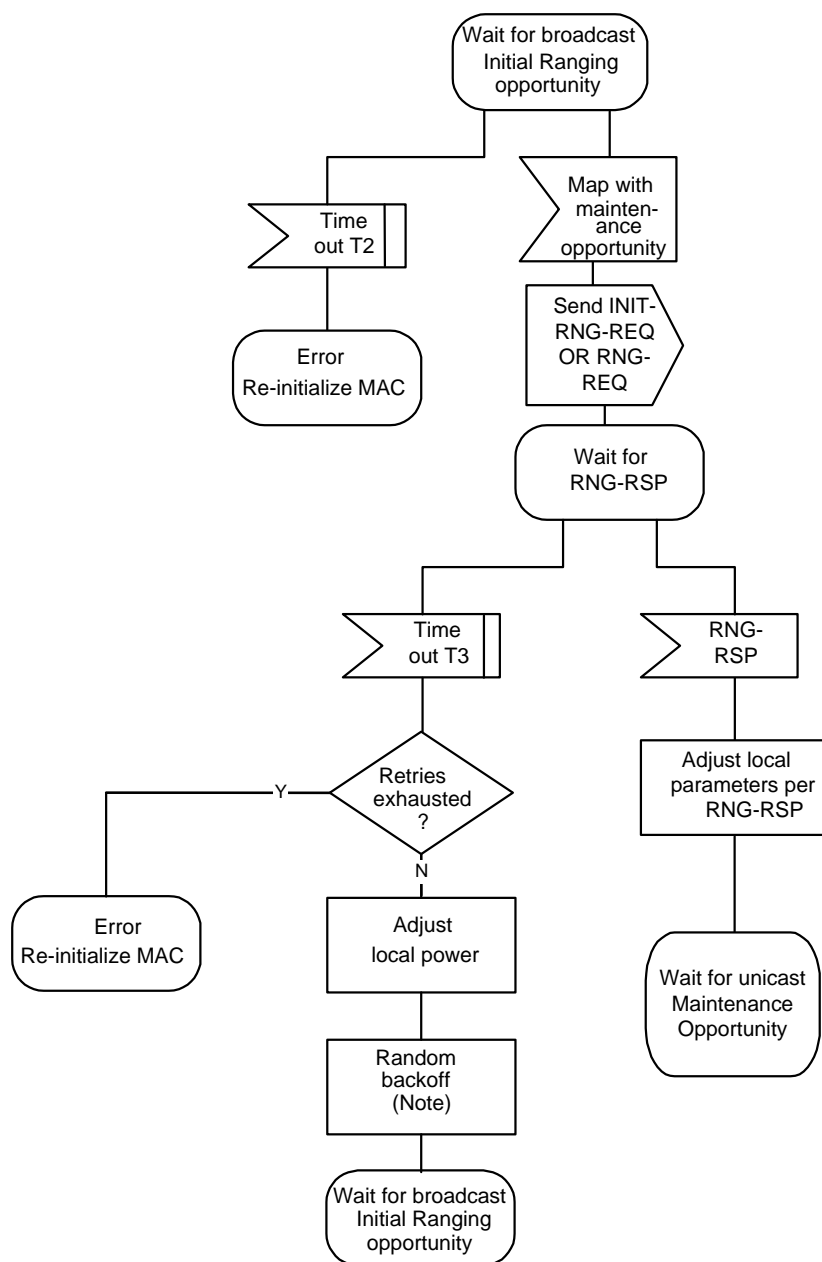 Wait for broadcast
Initial Ranging
opportunity
Time
out T2
Map with
mainten-
ance
opportunity
Error
Re-initialize MAC
Send INIT-
RNG-REQ
OR RNG-
REQ
Wait for
RNG-RSP
Time
out T3
RNG-
RSP
Retries
exhausted
?
Y
N
Adjust local
parameters per
RNG-RSP
Error
Re-initialize MAC
Adjust
local power
Wait for unicast
Maintenance
Opportunity
Random
backoff
(Note)
Wait for broadcast
Initial Ranging
opportunity